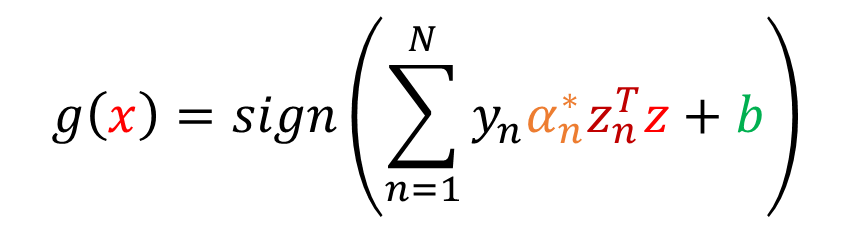 g(x) = sign(∑_{n=1}^{N} y_n α_n^* z_n^T z + b)